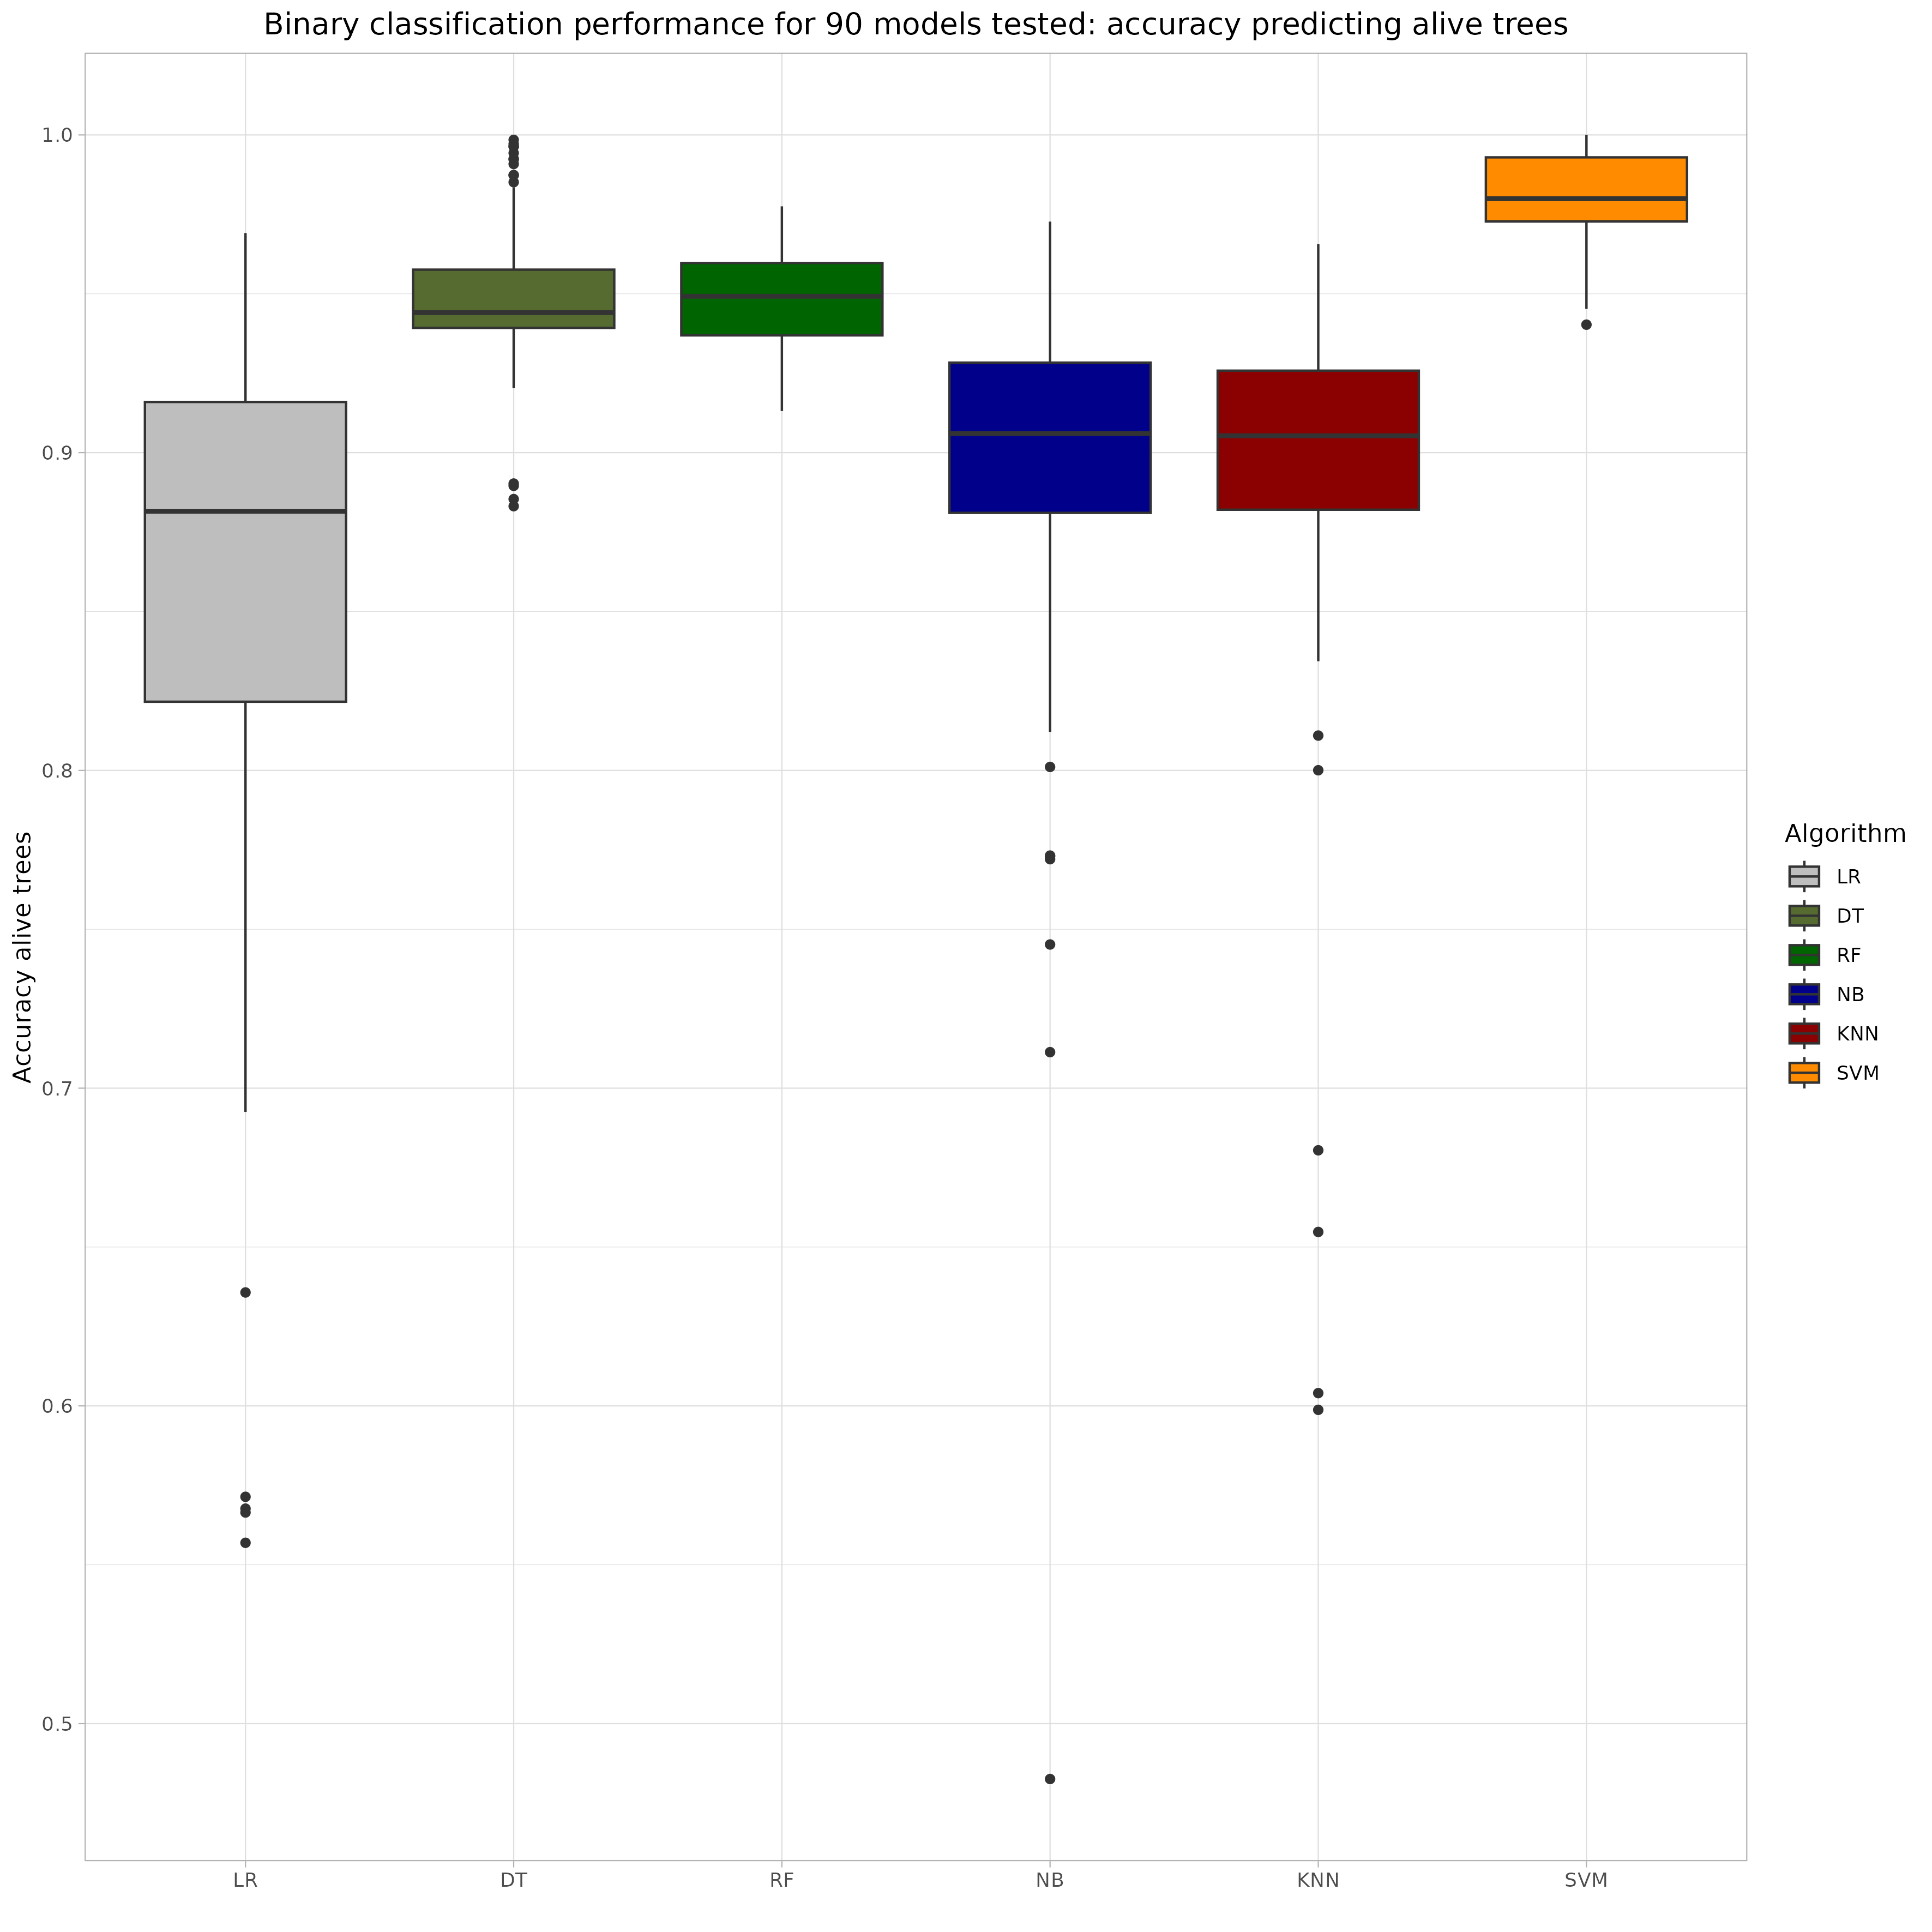 Binary classification performance for 90 models tested: accuracy predicting alive trees
Accuracy alive trees
1.0
0.9
0.8
0.7
0.6
0.5
LR
DT
RF
NB
KNN
SVM
Algorithm
LR
DT
RF
NB
KNN
SVM